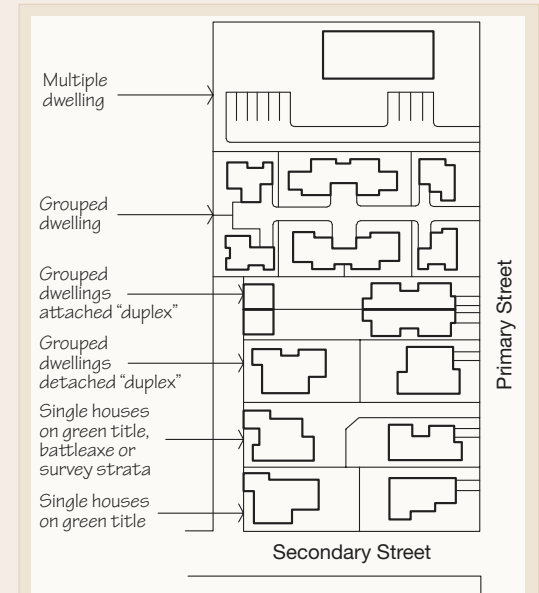 Multiple
dwelling
Grouped
dwelling
Grouped
dwellings
attached “duplex”
Grouped
dwellings
detached “duplex”
Single houses
on green title,
battleaxe or
survey strata
Single houses
on green title
Primary Street
Secondary Street